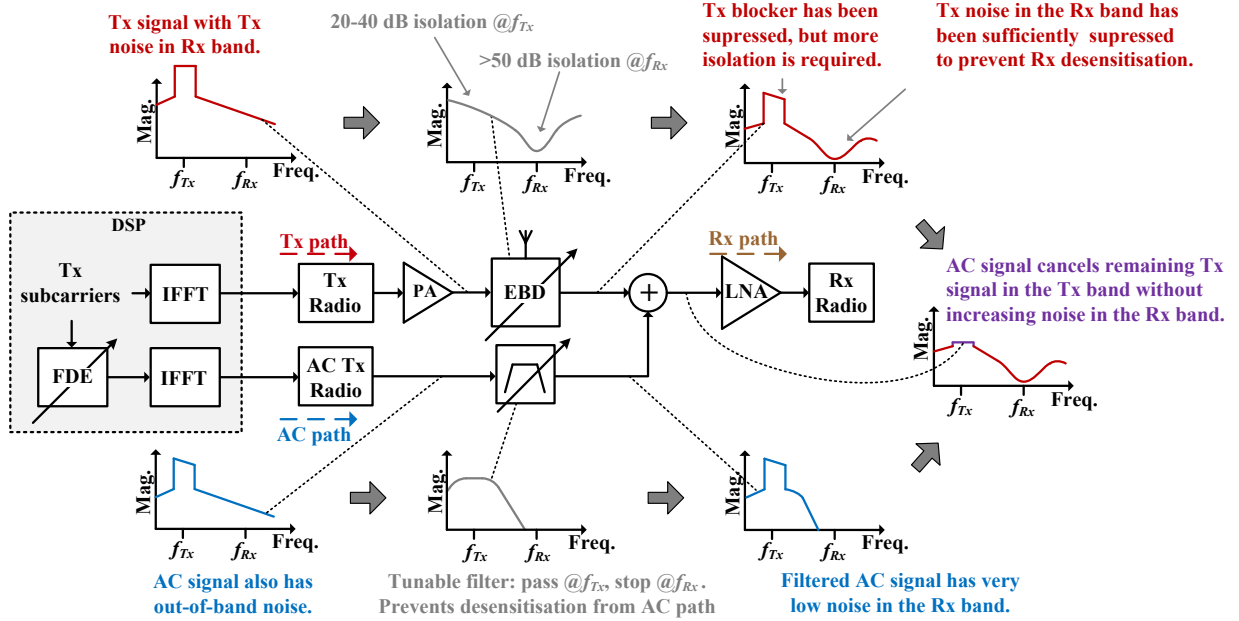 Tx signal with Tx
noise in Rx band.
20-40 dB isolation @fTx
>50 dB isolation @fRx
Tx blocker has been
supressed, but more
isolation is required.
Tx noise in the Rx band has
been sufficiently supressed
to prevent Rx desensitisation.
Mag.
fTx
fRx
Freq.
Mag.
fTx
fRx
Freq.
Mag.
fTx
fRx
Freq.
DSP
Tx
subcarriers
IFFT
Tx path
Tx
Radio
PA
EBD
+
Rx path
LNA
Rx
Radio
FDE
IFFT
AC Tx
Radio
AC path
AC signal cancels remaining Tx
signal in the Tx band without
increasing noise in the Rx band.
Mag.
fTx
fRx
Freq.
Mag.
fTx
fRx
Freq.
Mag.
fTx
fRx
Freq.
Mag.
fTx
fRx
Freq.
AC signal also has
out-of-band noise.
Tunable filter: pass @fTx, stop @fRx.
Prevents desensitisation from AC path
Filtered AC signal has very
low noise in the Rx band.